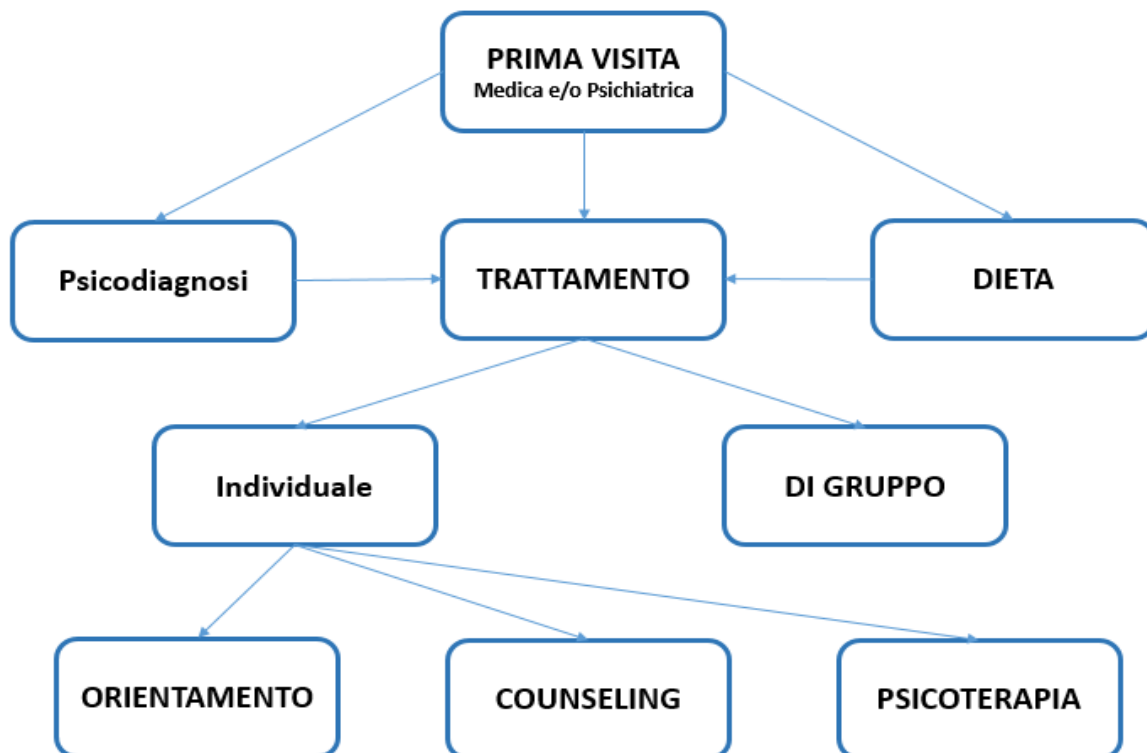 PRIMA VISITA
Medica e/o Psichiatrica
Psicodiagnosi
TRATTAMENTO
DIETA
Individuale
DI GRUPPO
ORIENTAMENTO
COUNSELING
PSICOTERAPIA